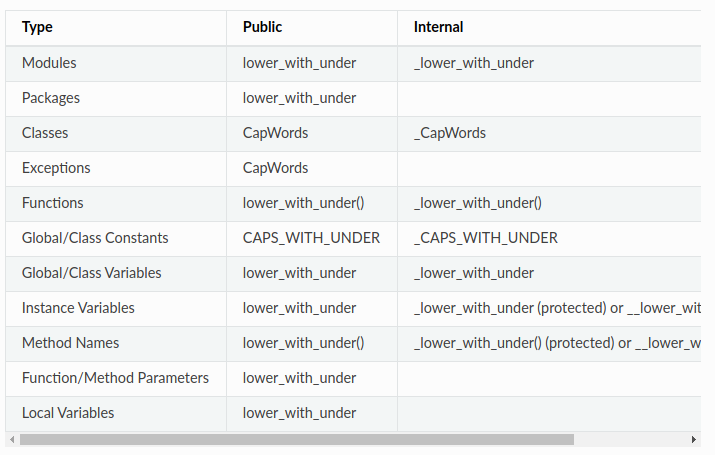 Type Public Internal
Modules lower_with_under _lower_with_under
Packages lower_with_under
Classes CapWords _CapWords
Exceptions CapWords
Functions lower_with_under() _lower_with_under()
Global/Class Constants CAPS_WITH_UNDER _CAPS_WITH_UNDER
Global/Class Variables lower_with_under _lower_with_under
Instance Variables lower_with_under _lower_with_under (protected) or __lower_wit
Method Names lower_with_under() _lower_with_under() (protected) or __lower_w
Function/Method Parameters lower_with_under
Local Variables lower_with_under